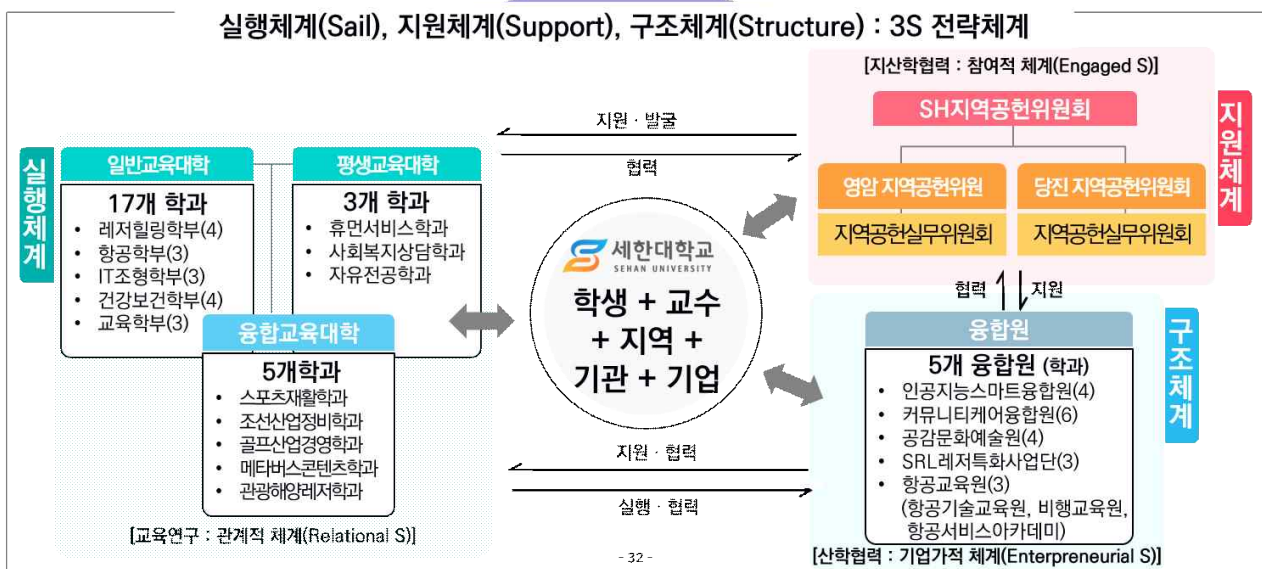 실행체계(Sail), 지원체계(Support), 구조체계(Structure) : 3S 전략체계
실행체계
일반교육대학
17개 학과
• 레저힐링학부(4)
• 항공학부(3)
• IT조형학부(3)
• 건강보건학부(4)
• 교육학부(3)
평생교육대학
3개 학과
• 휴먼서비스학과
• 사회복지상담학과
• 자유전공학과
융합교육대학
5개학과
• 스포츠재활학과
• 조선산업정비학과
• 골프산업경영학과
• 메타버스콘텐츠학과
• 관광해양레저학과
[교육연구 : 관계적 체계(Relational S)]
지원 · 발굴
협력
세한대학교
SEHAN UNIVERSITY
학생 + 교수
+ 지역 +
기관 + 기업
지원 · 협력
실행 · 협력
[지산학협력 : 참여적 체계(Engaged S)]
지원체계
SH지역공헌위원회
영암 지역공헌위원
당진 지역공헌위원회
지역공헌실무위원회
지역공헌실무위원회
협력
지원
구조체계
융합원
5개 융합원 (학과)
• 인공지능스마트융합원(4)
• 커뮤니티케어융합원(6)
• 공감문화예술원(4)
• SRL레저특화사업단(3)
• 항공교육원(3)
(항공기술교육원, 비행교육원,
항공서비스아카데미)
[산학협력 : 기업가적 체계(Enterpreneurial S)]
- 32 -